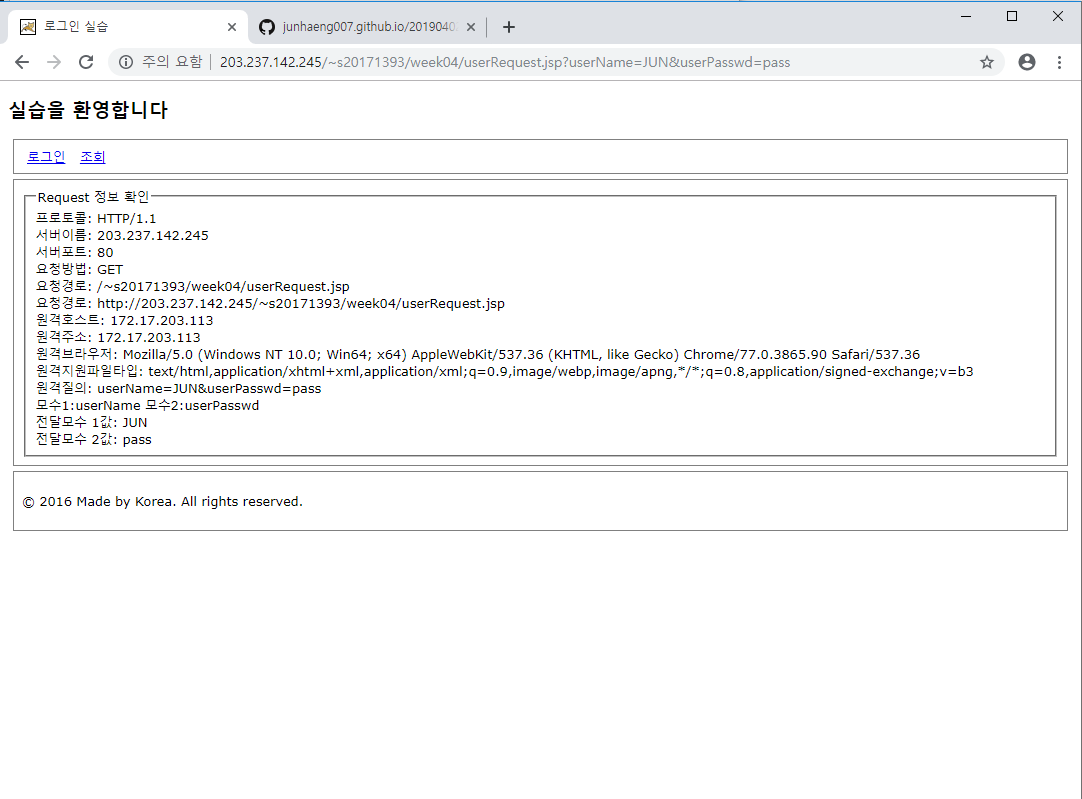 로그인 실습
junhaeng007.github.io/20190402
주의 요함 203.237.142.245/~s20171393/week04/userRequest.jsp?userName=JUN&userPasswd=pass
실습을 환영합니다
로그인 조회
Request 정보 확인
프로토콜: HTTP/1.1
서버이름: 203.237.142.245
서버포트: 80
요청방법: GET
요청경로: /~s20171393/week04/userRequest.jsp
요청경로: http://203.237.142.245/~s20171393/week04/userRequest.jsp
원격호스트: 172.17.203.113
원격주소: 172.17.203.113
원격브라우저: Mozilla/5.0 (Windows NT 10.0; Win64; x64) AppleWebKit/537.36 (KHTML, like Gecko) Chrome/77.0.3865.90 Safari/537.36
원격지원파일타입: text/html,application/xhtml+xml,application/xml;q=0.9,image/webp,image/apng,*/*;q=0.8,application/signed-exchange;v=b3
원격질의: userName=JUN&userPasswd=pass
모수1:userName 모수2:userPasswd
전달모수 1값: JUN
전달모수 2값: pass
© 2016 Made by Korea. All rights reserved.